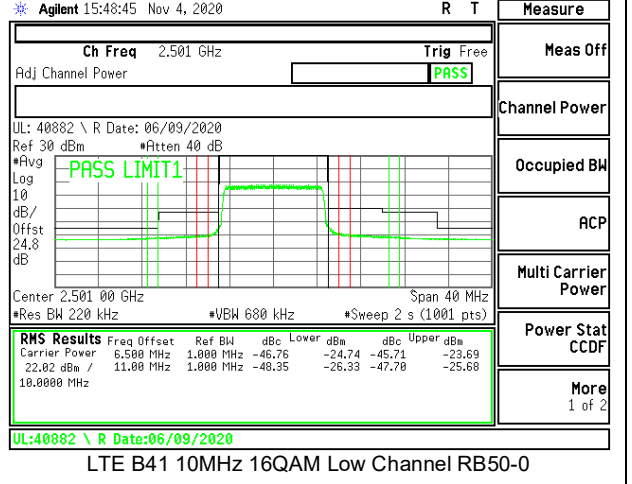 Agilent 15:48:45 Nov 4, 2020 R T
Measure
Ch Freq 2.501 GHz Trig Free
Adj Channel Power PASS
UL: 40882 \ R Date: 06/09/2020
Ref 30 dBm #Atten 40 dB
#Avg
Log
10
dB/
Offst
24.8
dB
PASS LIMIT1
Center 2.501 00 GHz Span 40 MHz
#Res BW 220 kHz #VBW 680 kHz #Sweep 2 s (1001 pts)
RMS Results Freq Offset Ref BW dBc Lower dBm dBc Upper dBm
Carrier Power 6.500 MHz 1.000 MHz -46.76 -24.74 -45.71 -23.69
22.02 dBm / 11.00 MHz 1.000 MHz -48.35 -26.33 -47.70 -25.68
10.0000 MHz
UL:40882 \ R Date:06/09/2020
Meas Off
Channel Power
Occupied BW
ACP
Multi Carrier
Power
Power Stat
CCDF
More
1 of 2
LTE B41 10MHz 16QAM Low Channel RB50-0